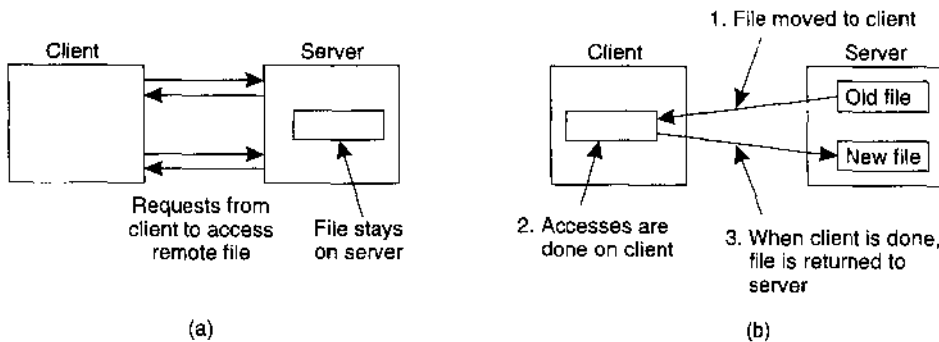 Client
Server
Requests from
client to access
remote file
File stays
on server
(a)
1. File moved to client
Client
Server
Old file
New file
2. Accesses are
done on client
3. When client is done,
file is returned to
server
(b)